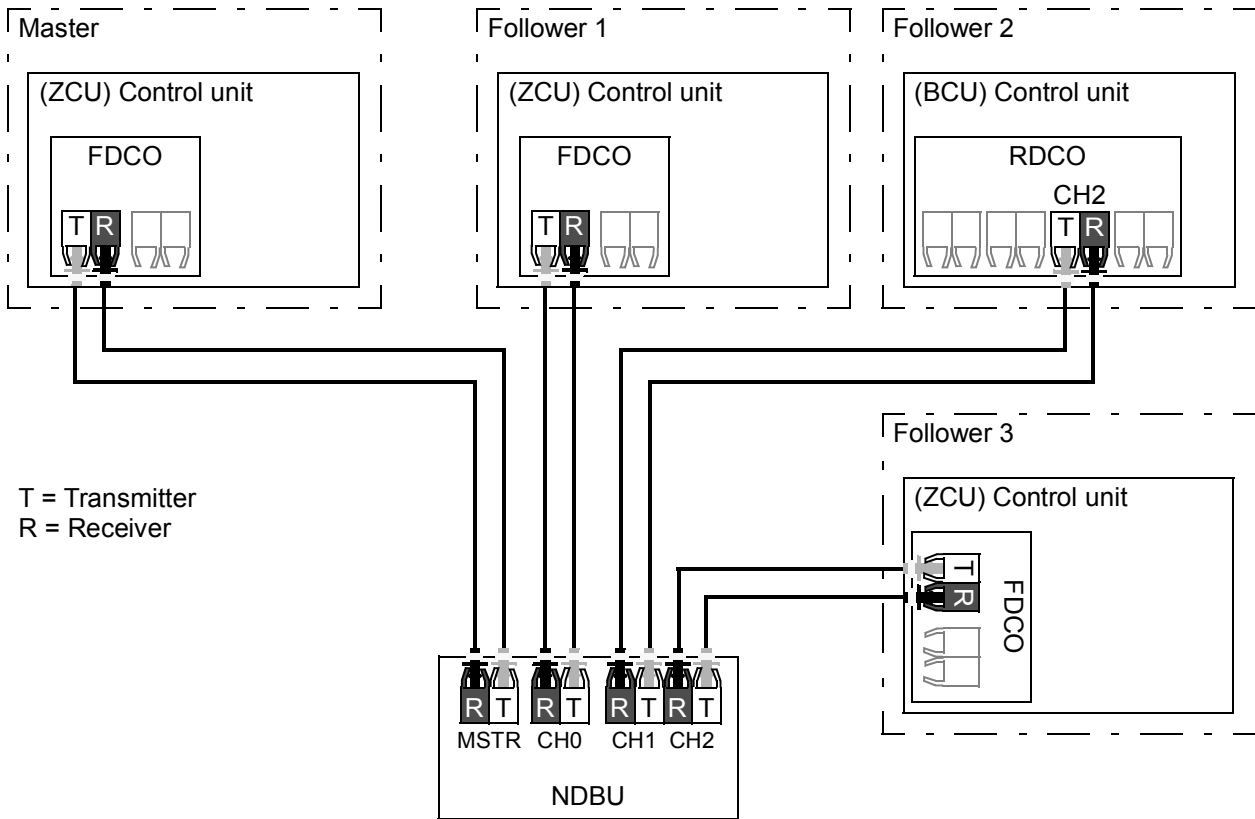 Master
(ZCU) Control unit
FDCO
T R
Follower 1
(ZCU) Control unit
FDCO
T R
Follower 2
(BCU) Control unit
RDCO
CH2
T R
T = Transmitter
R = Receiver
Follower 3
(ZCU) Control unit
T
R
FDCO
R T R T R T R T
MSTR CH0 CH1 CH2
NDBU